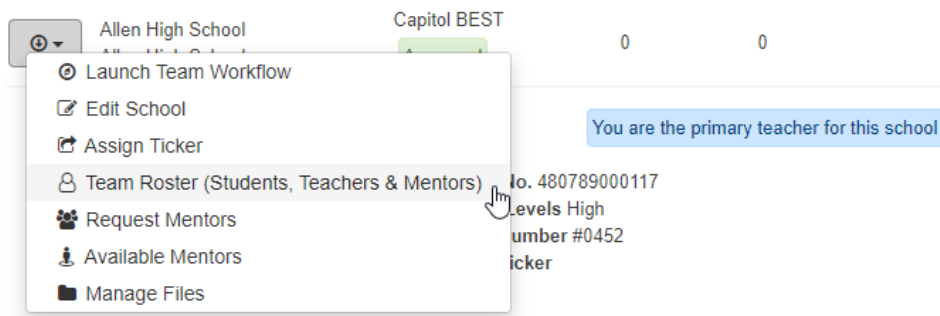 Allen High School
Capitol BEST
0
0
Launch Team Workflow
Edit School
You are the primary teacher for this school
Assign Ticker
Team Roster (Students, Teachers & Mentors)
No. 480789000117
Levels High
Request Mentors
umber #0452
Available Mentors
icker
Manage Files